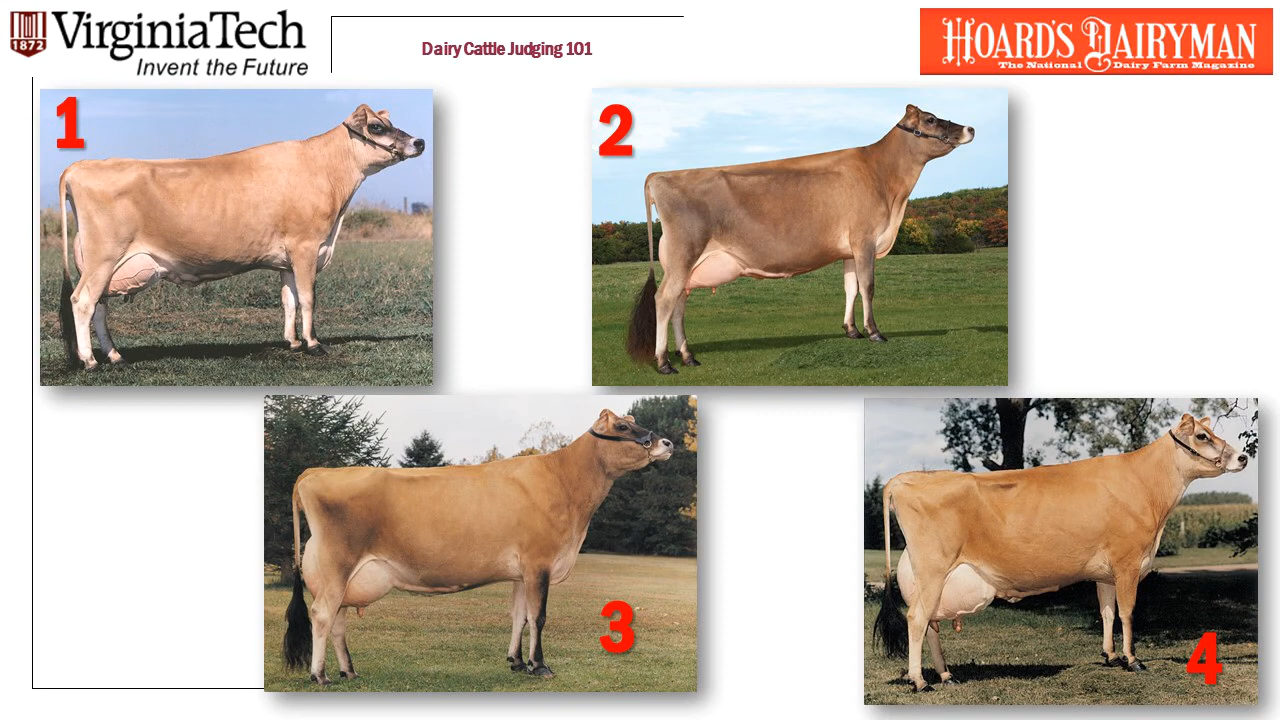 1872
VirginiaTech
Invent the Future
Dairy Cattle Judging 101
HOARD'S DAIRYMAN
The National Dairy Farm Magazine
1
2
3
4